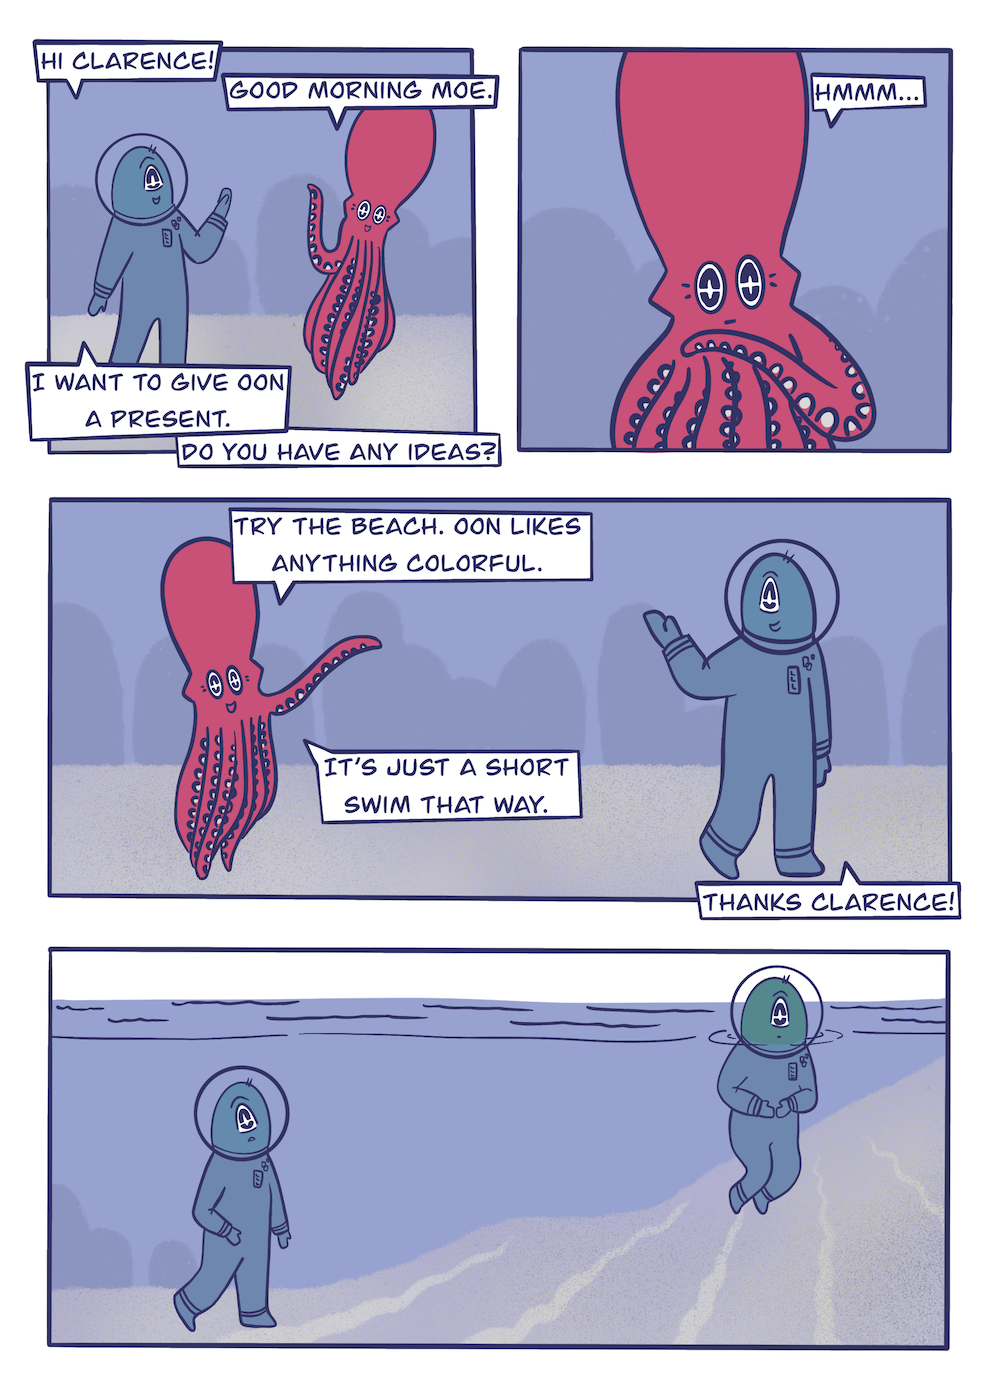 HI CLARENCE!
GOOD MORNING MOE.
I WANT TO GIVE OON
A PRESENT.
DO YOU HAVE ANY IDEAS?
HMMM...
TRY THE BEACH. OON LIKES
ANYTHING COLORFUL.
IT'S JUST A SHORT
SWIM THAT WAY.
THANKS CLARENCE!